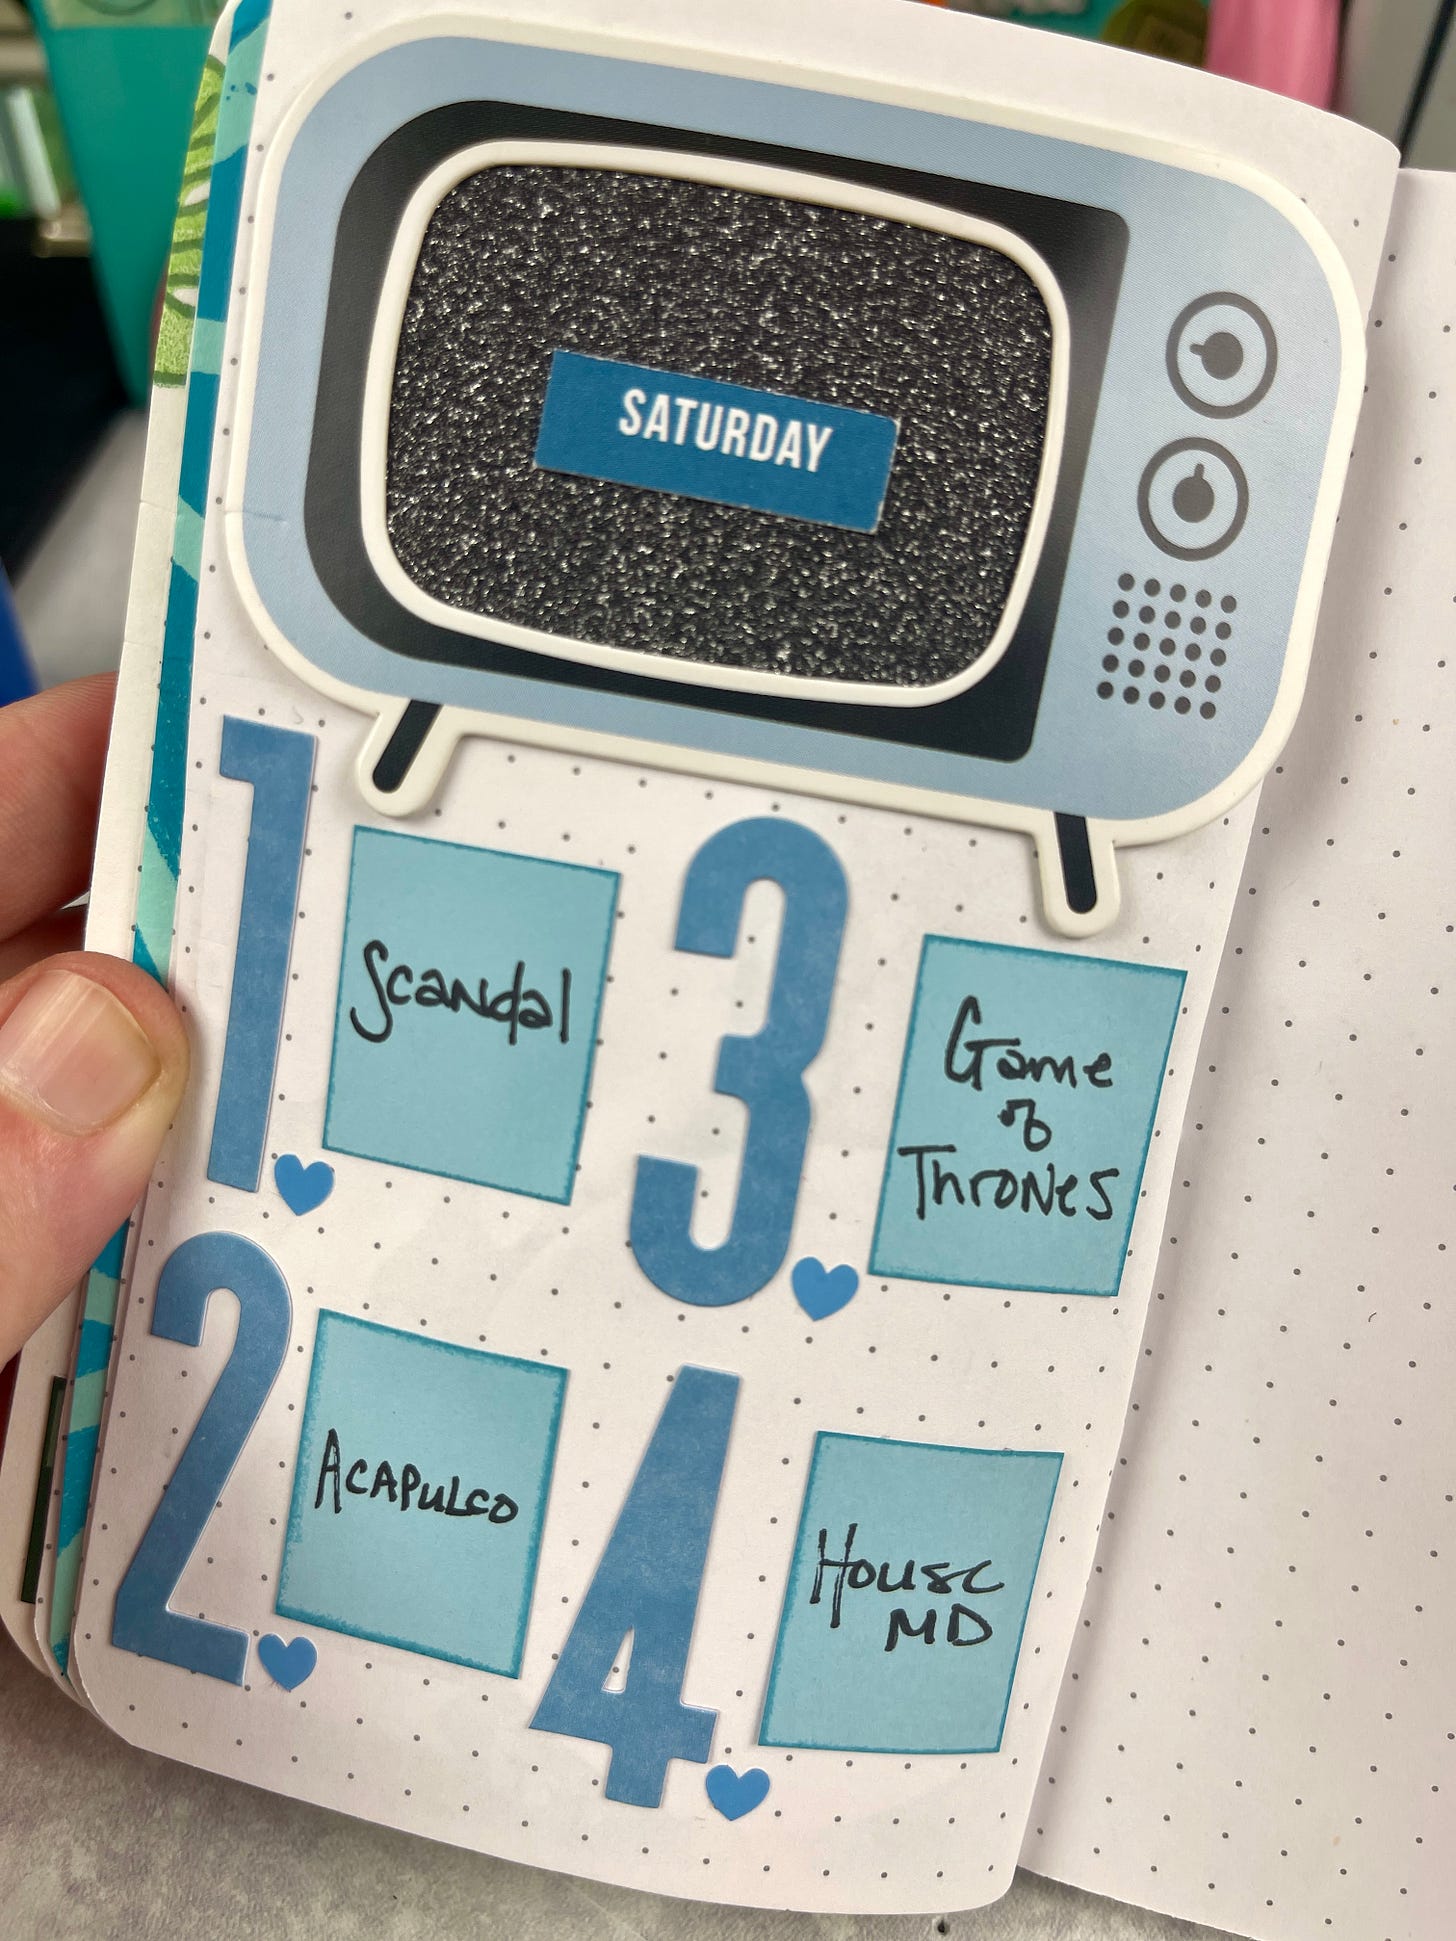 SATURDAY
1
Scandal
2
ACAPULCO
3
Game
of
ThroNes
4
House
MD